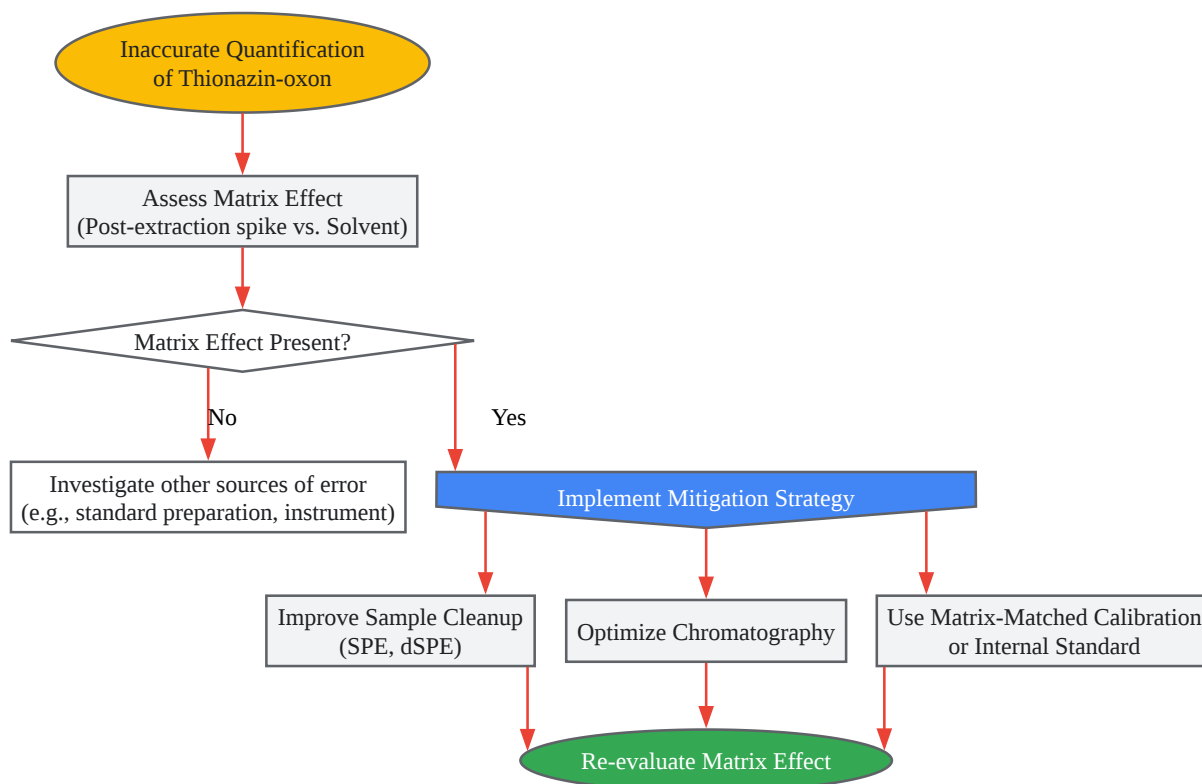 Inaccurate Quantification
of Thionazin-oxon
Assess Matrix Effect
(Post-extraction spike vs. Solvent)
Matrix Effect Present?
No
Yes
Investigate other sources of error
(e.g., standard preparation, instrument)
Implement Mitigation Strategy
Improve Sample Cleanup
(SPE, dSPE)
Optimize Chromatography
Use Matrix-Matched Calibration
or Internal Standard
Re-evaluate Matrix Effect